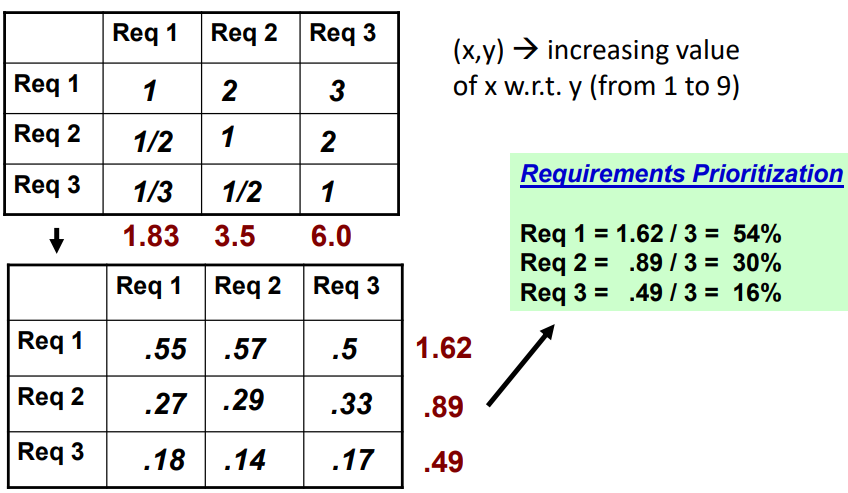 Req 1 Req 2 Req 3
Req 1 1 2 3
Req 2 1/2 1 2
Req 3 1/3 1/2 1
1.83 3.5 6.0
(x,y) → increasing value
of x w.r.t. y (from 1 to 9)
Req 1 Req 2 Req 3
Req 1 .55 .57 .5 1.62
Req 2 .27 .29 .33 .89
Req 3 .18 .14 .17 .49
Requirements Prioritization
Req 1 = 1.62 / 3 = 54%
Req 2 = .89 / 3 = 30%
Req 3 = .49 / 3 = 16%